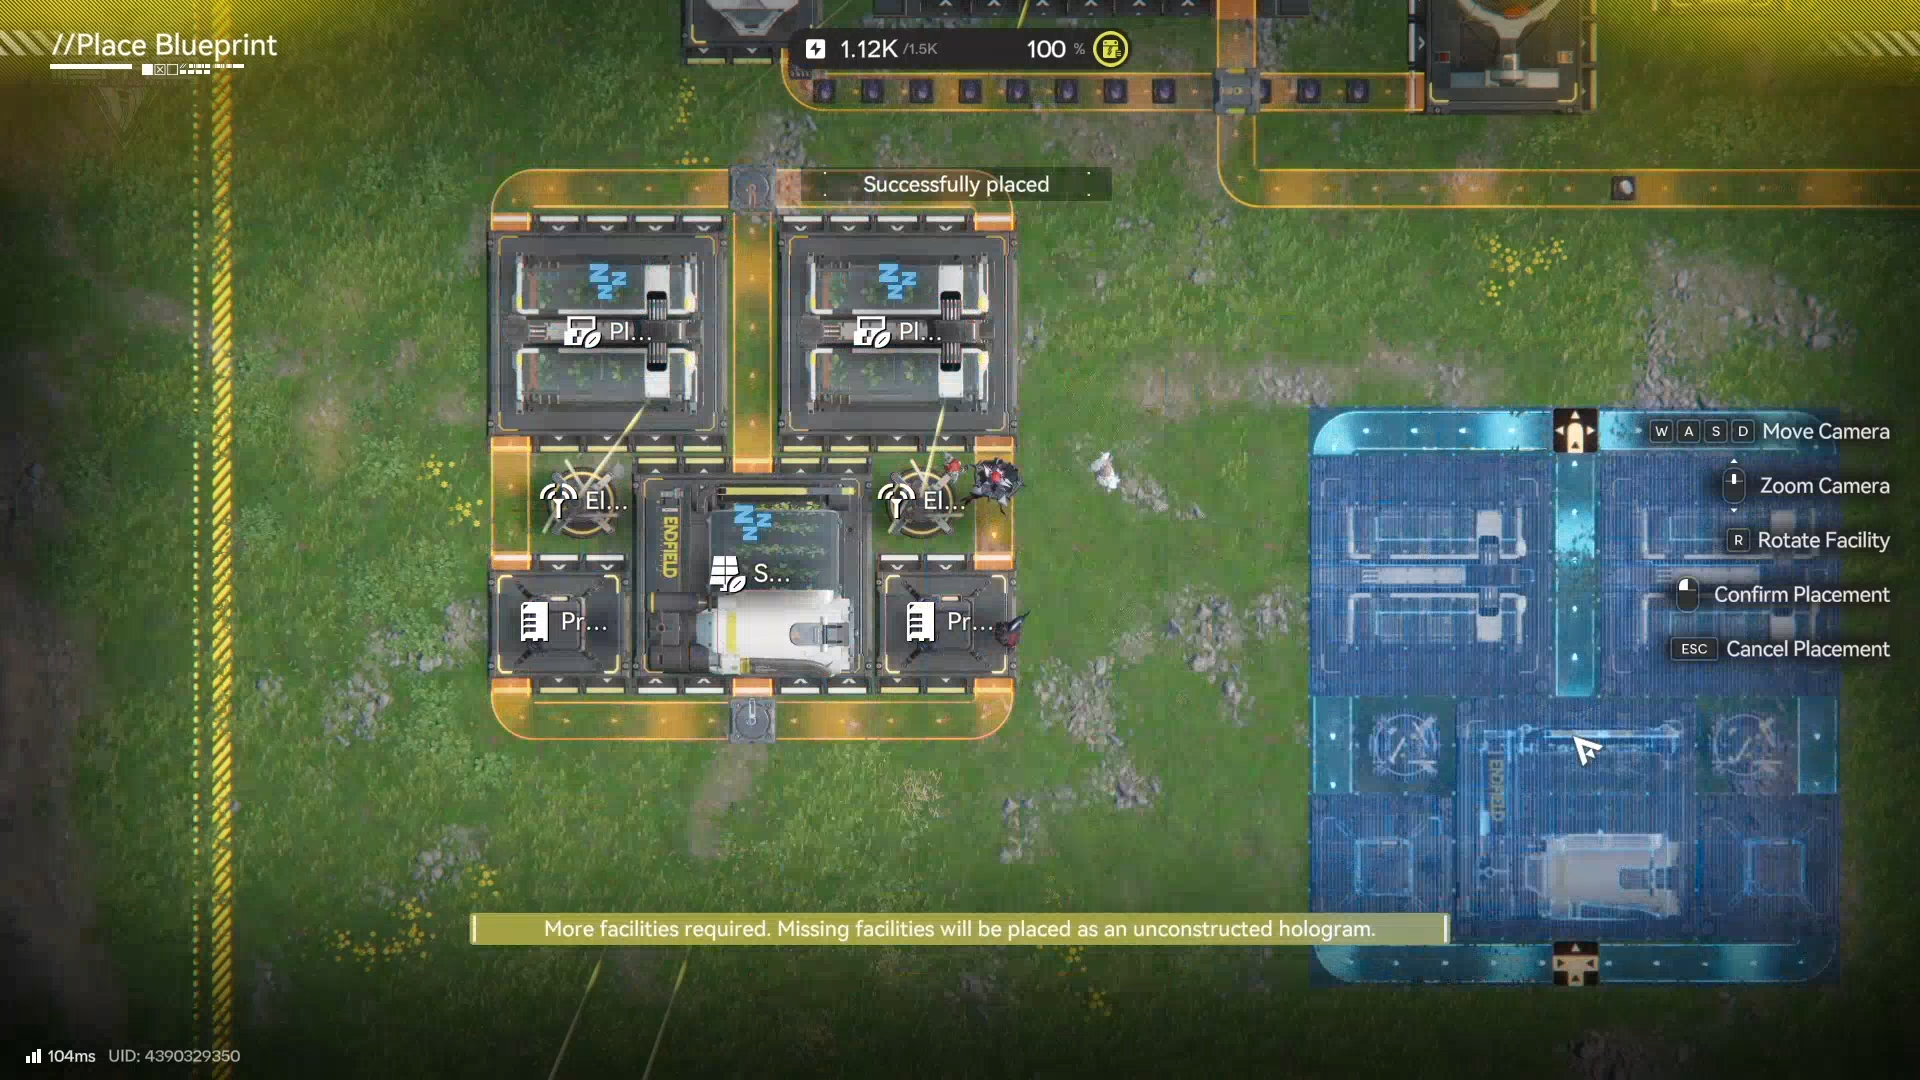 //Place Blueprint
1.12K/1.5K
100 %
Successfully placed
Pl...
Pl...
W A S D Move Camera
Zoom Camera
El...
El...
ENDFIELD
R Rotate Facility
S...
Confirm Placement
Pr...
Pr...
ESC Cancel Placement
ENDFIELD
More facilities required. Missing facilities will be placed as an unconstructed hologram.
104ms UID: 4390329350